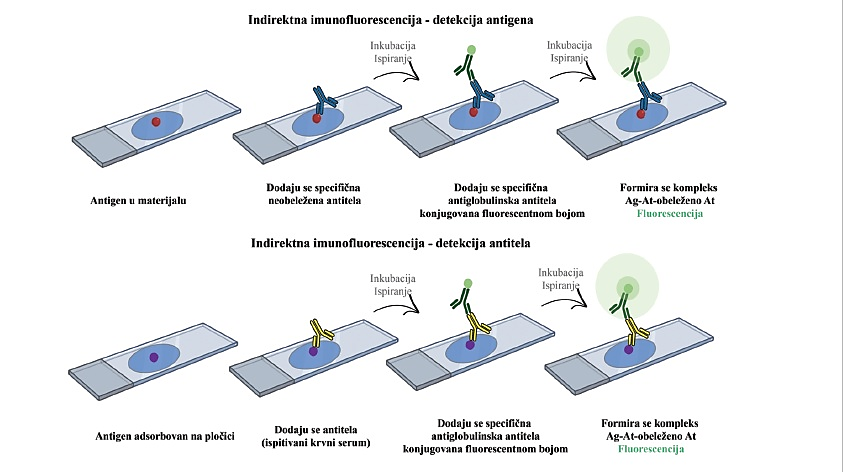 Indirektna imunofluorescencija - detekcija antigena
Inkubacija
Ispiranje
Inkubacija
Ispiranje
Antigen u materijalu
Dodaju se specifična
neobeležena antitela
Dodaju se specifična
antiglobulinska antitela
konjugovana fluorescentnom bojom
Formira se kompleks
Ag-At-obeleženo At
Fluorescencija
Indirektna imunofluorescencija - detekcija antitela
Inkubacija
Ispiranje
Inkubacija
Ispiranje
Antigen adsorbovan na pločici
Dodaju se antitela
(ispitivani krvni serum)
Dodaju se specifična
antiglobulinska antitela
konjugovana fluorescentnom bojom
Formira se kompleks
Ag-At-obeleženo At
Fluorescencija